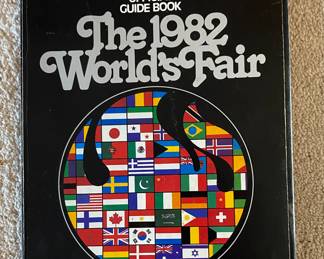 GUIDE BOOK
The 1982
World's Fair